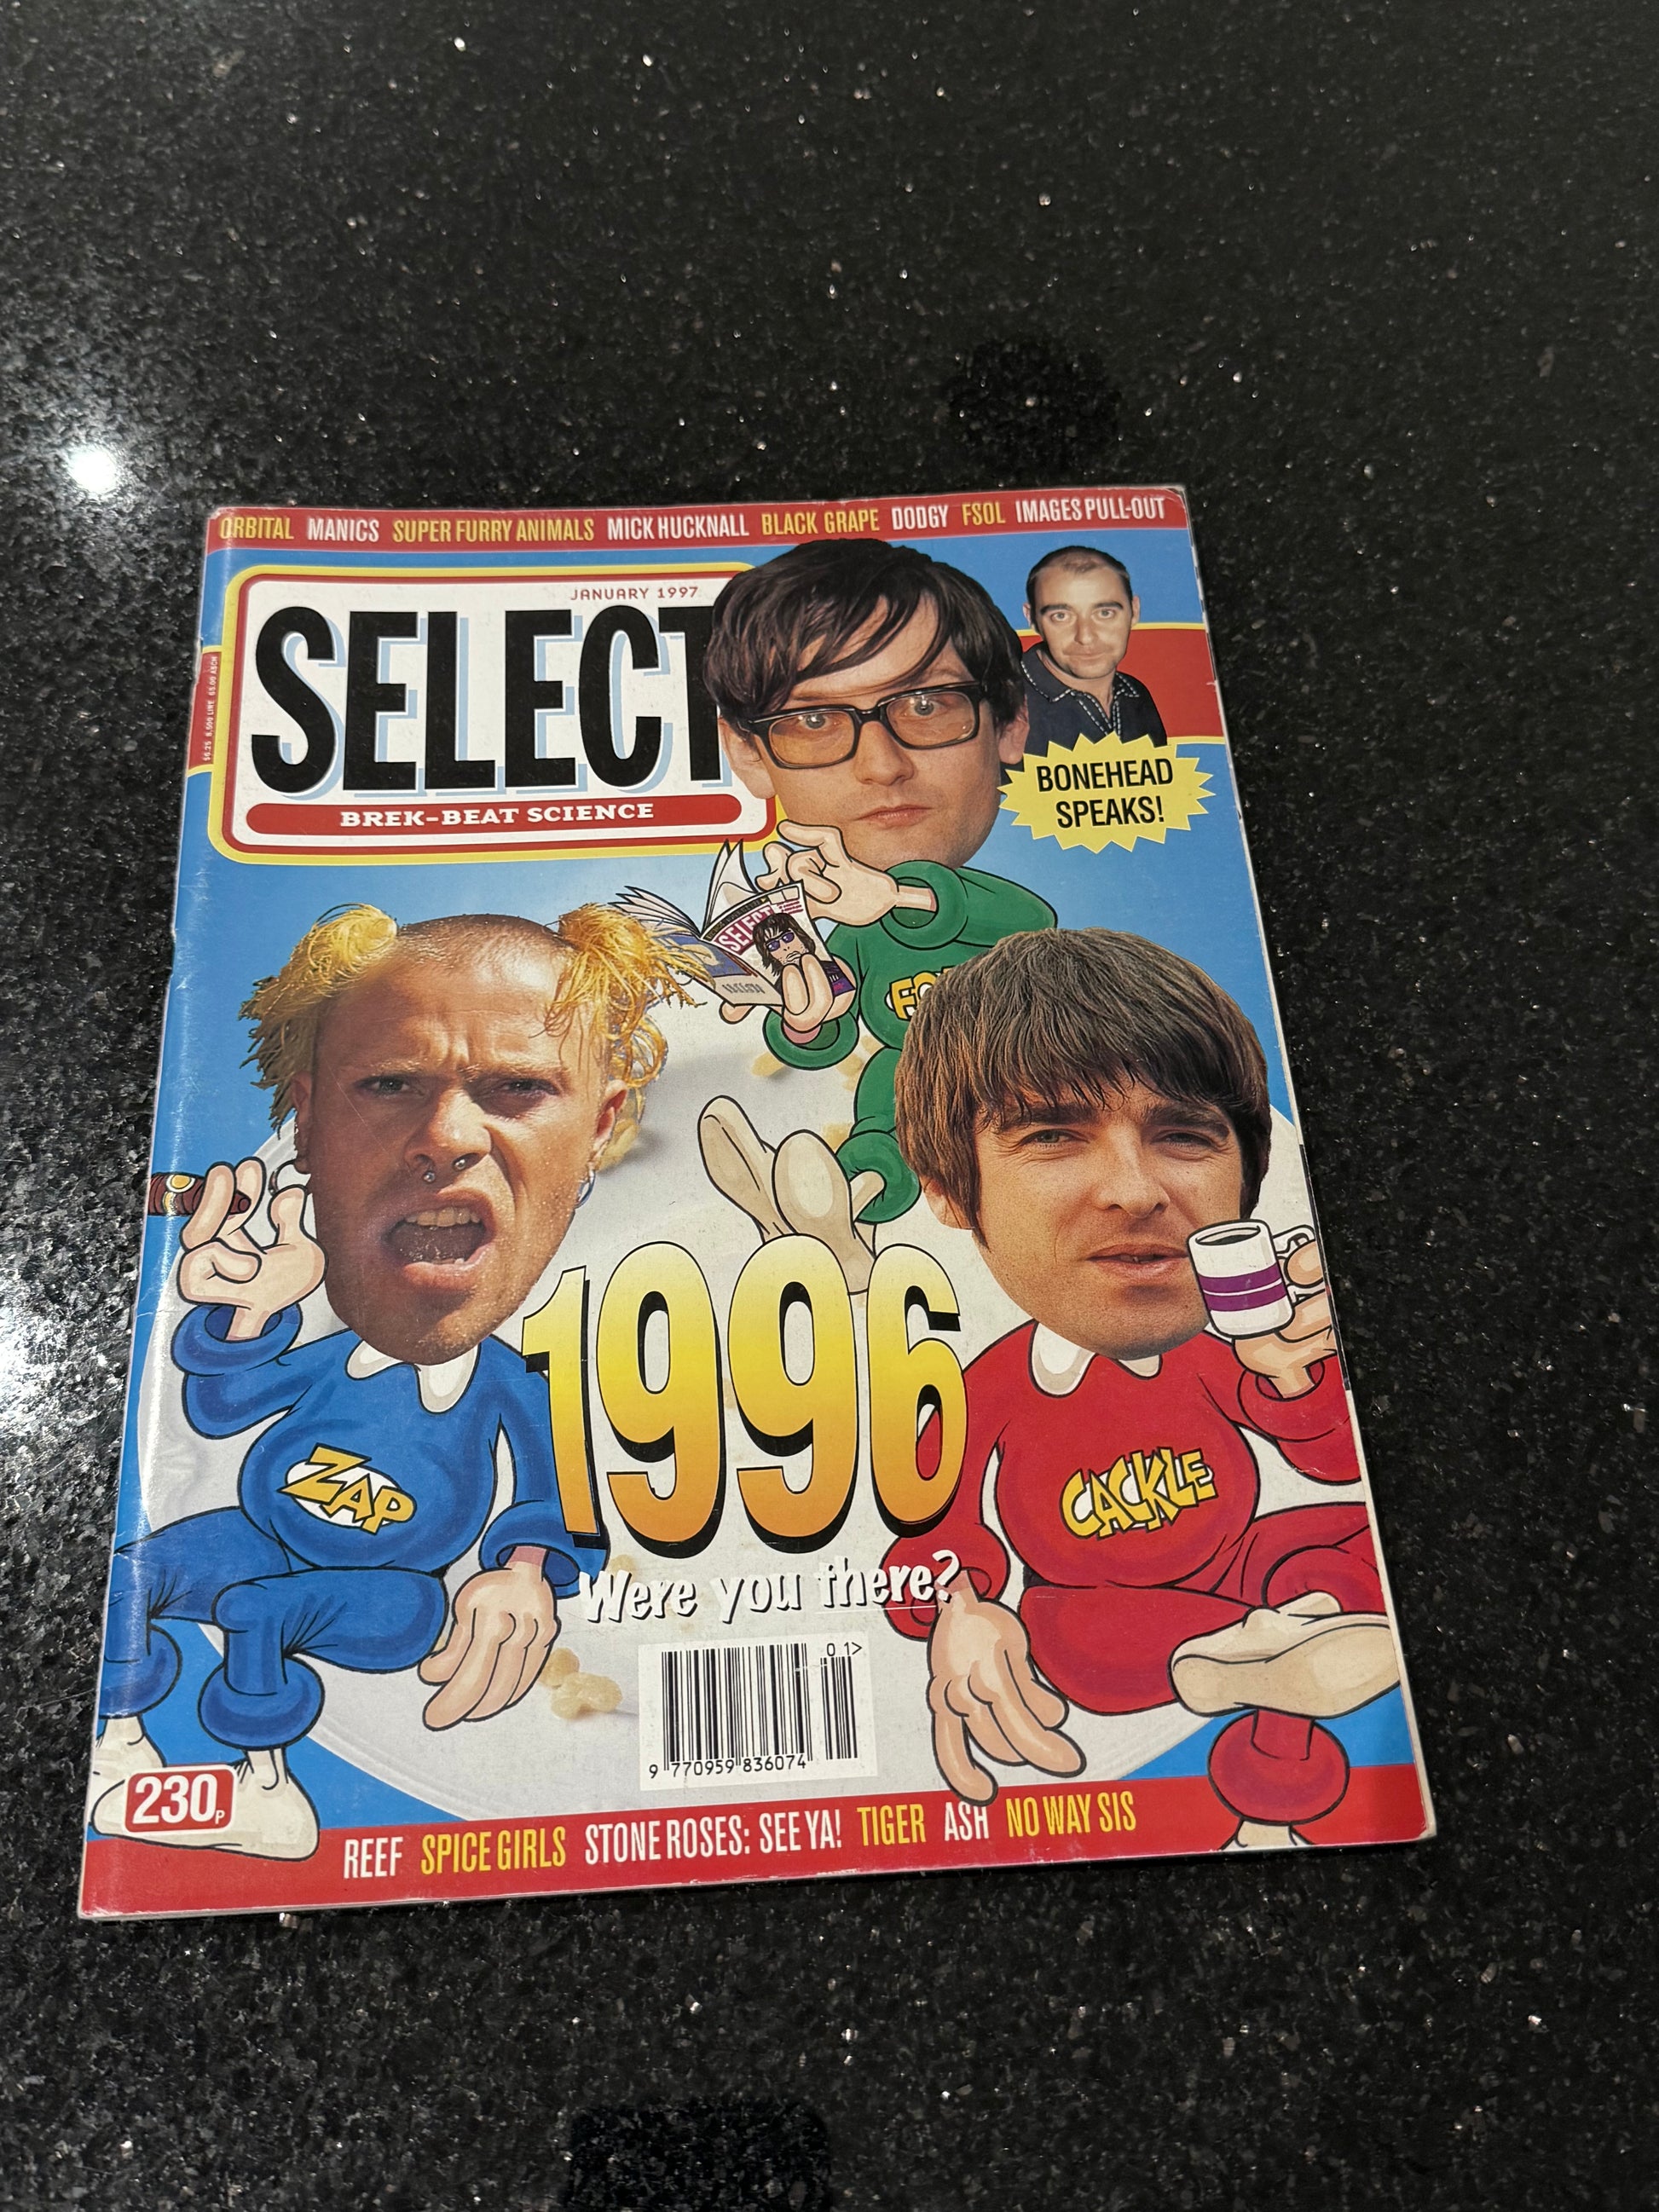 ORBITAL MANICS SUPER FURRY ANIMALS MICK HUCKNALL BLACK GRAPE DODGY FSOL IMAGES PULL-OUT
JANUARY 1997
SELECT
BREK-BEAT SCIENCE
BONEHEAD
SPEAKS!
SELECT
ZAP
CACKLE
1996
Were you there?
01>
9 770959 836074
230P
REEF SPICE GIRLS STONE ROSES: SEE YA! TIGER ASH NO WAY SIS